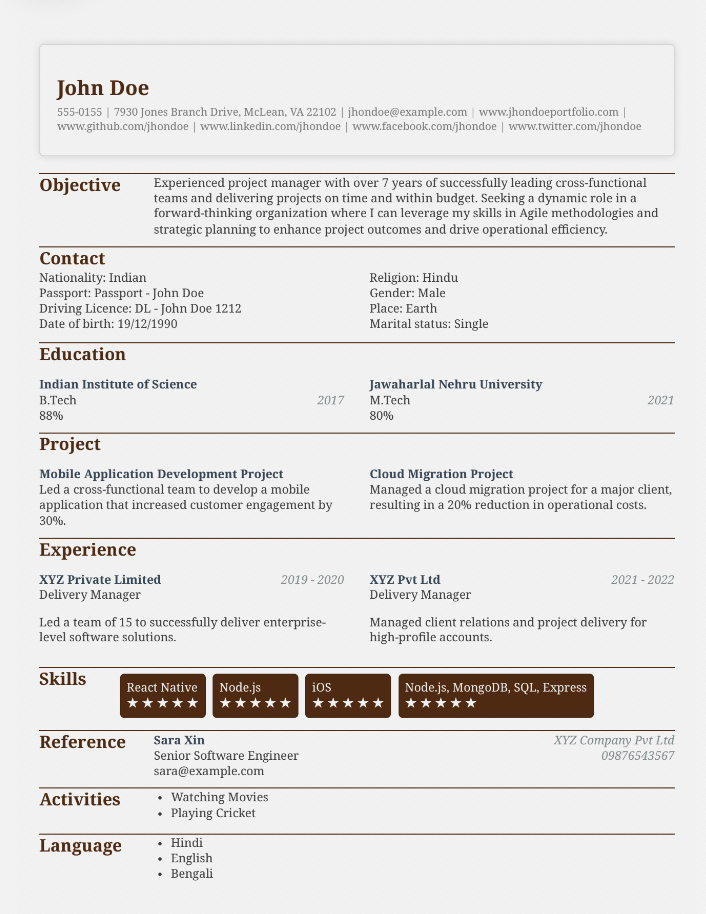 John Doe
555-0155 | 7930 Jones Branch Drive, McLean, VA 22102 | jhondoe@example.com | www.jhondoeportfolio.com |
www.github.com/jhondoe | www.linkedin.com/jhondoe | www.facebook.com/jhondoe | www.twitter.com/jhondoe
Objective
Experienced project manager with over 7 years of successfully leading cross-functional
teams and delivering projects on time and within budget. Seeking a dynamic role in a
forward-thinking organization where I can leverage my skills in Agile methodologies and
strategic planning to enhance project outcomes and drive operational efficiency.
Contact
Nationality: Indian
Passport: Passport - John Doe
Driving Licence: DL - John Doe 1212
Date of birth: 19/12/1990
Religion: Hindu
Gender: Male
Place: Earth
Marital status: Single
Education
Indian Institute of Science
B.Tech 2017
88%
Jawaharlal Nehru University
M.Tech 2021
80%
Project
Mobile Application Development Project
Led a cross-functional team to develop a mobile
application that increased customer engagement by
30%.
Cloud Migration Project
Managed a cloud migration project for a major client,
resulting in a 20% reduction in operational costs.
Experience
XYZ Private Limited 2019 - 2020
Delivery Manager
Led a team of 15 to successfully deliver enterprise-
level software solutions.
XYZ Pvt Ltd 2021 - 2022
Delivery Manager
Managed client relations and project delivery for
high-profile accounts.
Skills
React Native
★★★★★
Node.js
★★★★★
iOS
★★★★★
Node.js, MongoDB, SQL, Express
★★★★★
Reference
Sara Xin XYZ Company Pvt Ltd
Senior Software Engineer 09876543567
sara@example.com
Activities
• Watching Movies
• Playing Cricket
Language
• Hindi
• English
• Bengali